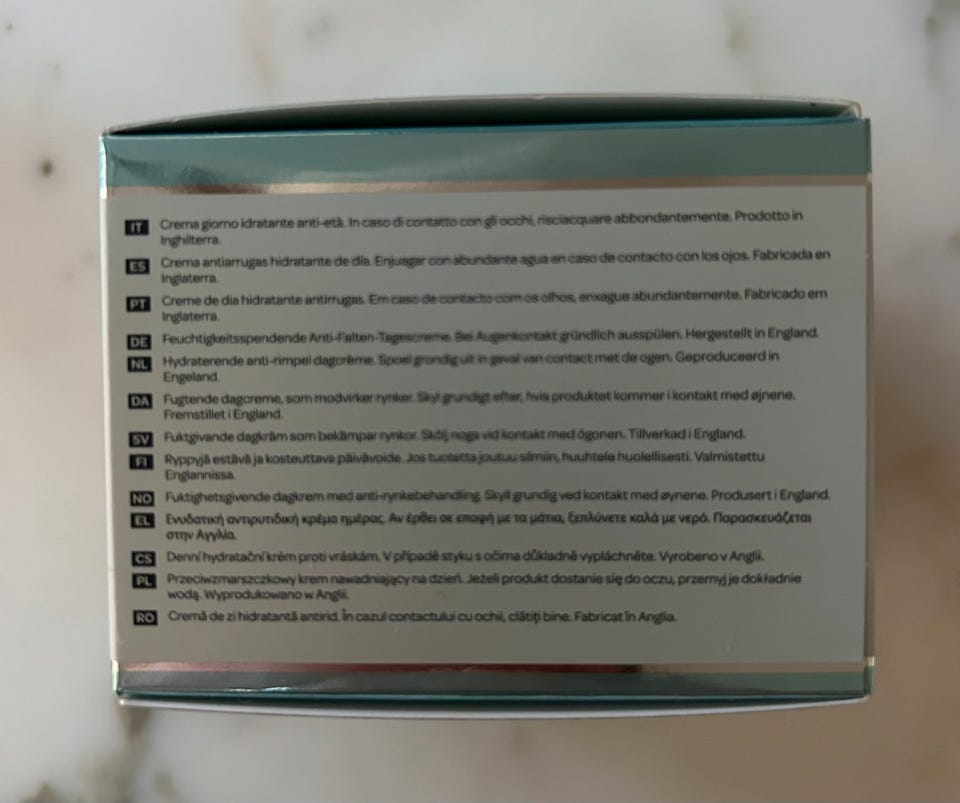 IT Crema giorno idratante anti-età. In caso di contatto con gli occhi, risciacquare abbondantemente. Prodotto in
Inghilterra.
ES Crema antiarrugas hidratante de día. Enjuagar con abundante agua en caso de contacto con los ojos. Fabricada en
Inglaterra.
PT Creme de dia hidratante antirrugas. Em caso de contacto com os olhos, enxague abundantemente. Fabricado em
Inglaterra.
DE Feuchtigkeitsspendende Anti-Falten-Tagescreme. Bei Augenkontakt gründlich ausspülen. Hergestellt in England.
NL Hydraterende anti-rimpel dagcrème. Spoel grondig uit in geval van contact met de ogen. Geproduceerd in
Engeland.
DA Fugtende dagcreme, som modvirker rynker. Skyl grundigt efter, hvis produktet kommer i kontakt med øjnene.
Fremstillet i England.
SV Fuktgivande dagkräm som bekämpar rynkor. Skölj noga vid kontakt med ögonen. Tillverkad i England.
FI Ryppyjä estävä ja kosteuttava päivävoide. Jos tuotetta joutuu silmiin, huuhtele huolellisesti. Valmistettu
Englannissa.
NO Fuktighetsgivende dagkrem med anti-rynkebehandling. Skyll grundig ved kontakt med øynene. Produsert i England.
EL Ενυδατική αντιρυτιδική κρέμα ημέρας. Αν έρθει σε επαφή με τα μάτια, ξεπλύνετε καλά με νερό. Παρασκευάζεται
στην Αγγλία.
CS Denní hydratační krém proti vráskám. V případě styku s očima důkladně vypláchněte. Vyrobeno v Anglii.
PL Przeciwzmarszczkowy krem nawadniający na dzień. Jeżeli produkt dostanie się do oczu, przemyj je dokładnie
wodą. Wyprodukowano w Anglii.
RO Cremă de zi hidratantă antirid. În cazul contactului cu ochii, clătiți bine. Fabricat în Anglia.